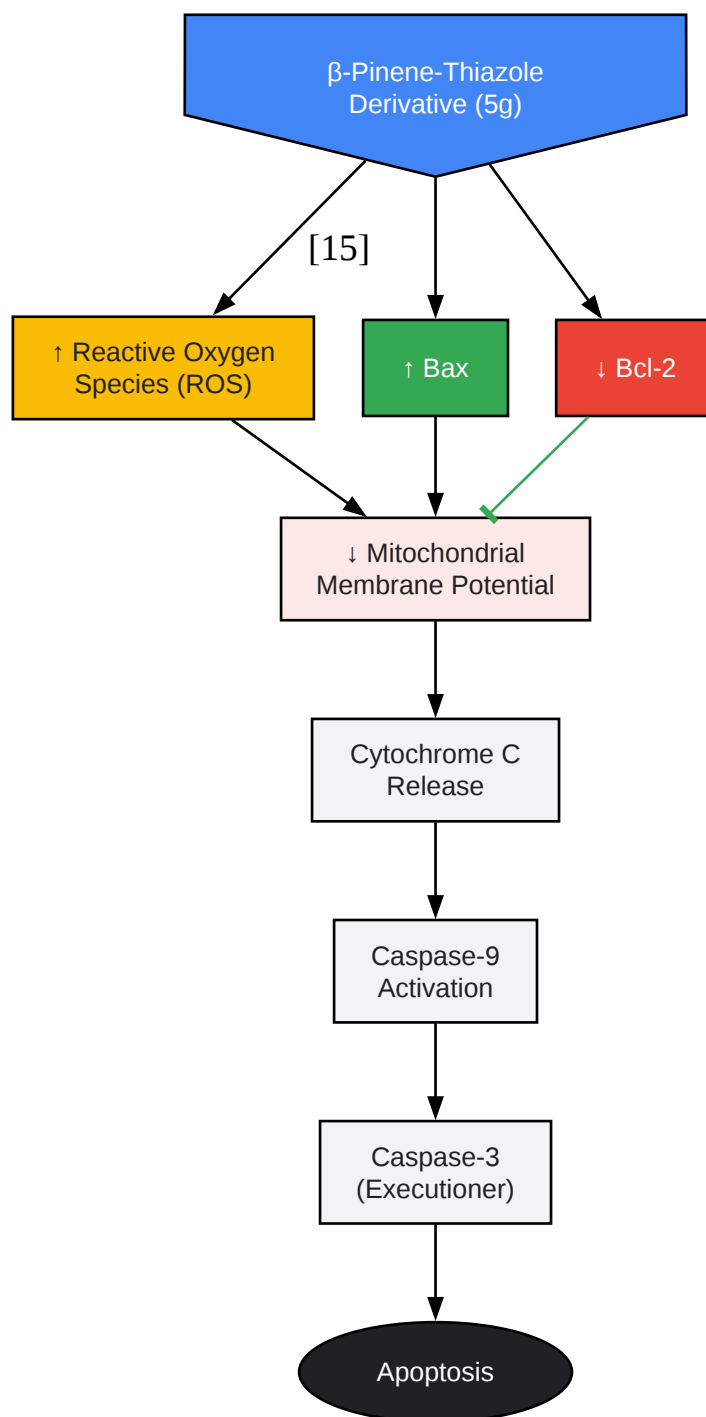 β-Pinene-Thiazole
Derivative (5g)
[15]
↑ Reactive Oxygen
Species (ROS)
↑ Bax
↓ Bcl-2
↓ Mitochondrial
Membrane Potential
Cytochrome C
Release
Caspase-9
Activation
Caspase-3
(Executioner)
Apoptosis